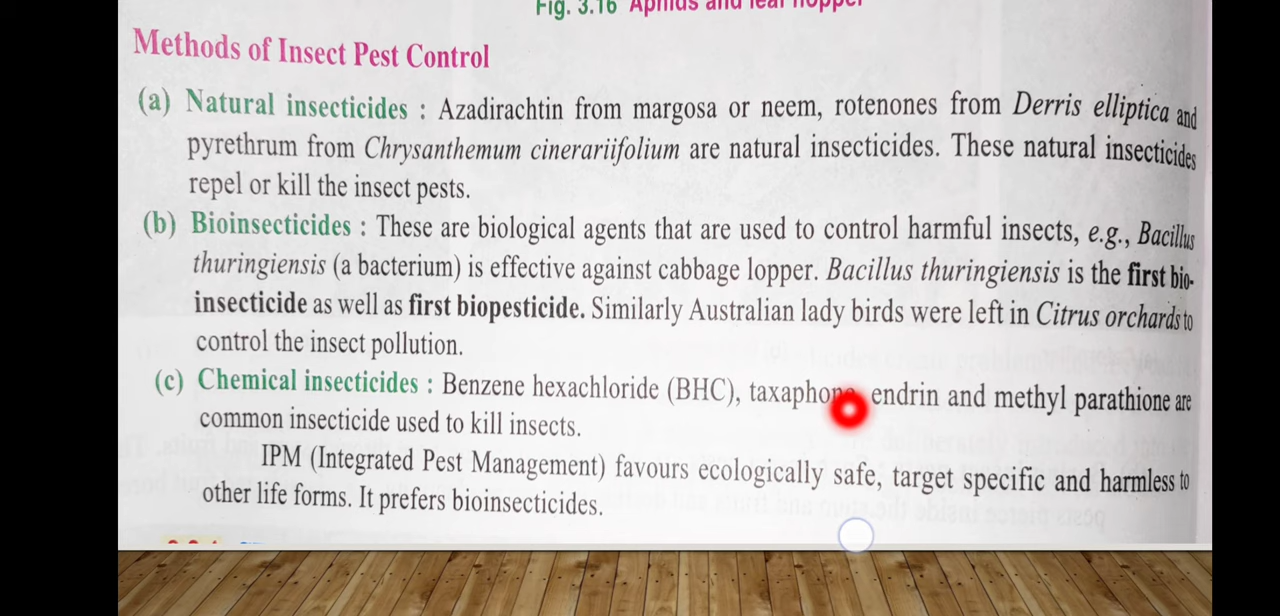 Fig. 3.16 Aphids and leaf hopper
Methods of Insect Pest Control
(a) Natural insecticides : Azadirachtin from margosa or neem, rotenones from Derris elliptica and
pyrethrum from Chrysanthemum cinerariifolium are natural insecticides. These natural insecticides
repel or kill the insect pests.
(b) Bioinsecticides : These are biological agents that are used to control harmful insects, e.g., Bacillus
thuringiensis (a bacterium) is effective against cabbage lopper. Bacillus thuringiensis is the first bio-
insecticide as well as first biopesticide. Similarly Australian lady birds were left in Citrus orchards to
control the insect pollution.
(c) Chemical insecticides : Benzene hexachloride (BHC), endrin and methyl parathione are
common insecticide used to kill insects.
IPM (Integrated Pest Management) favours ecologically safe, target specific and harmless to
other life forms. It prefers bioinsecticides.